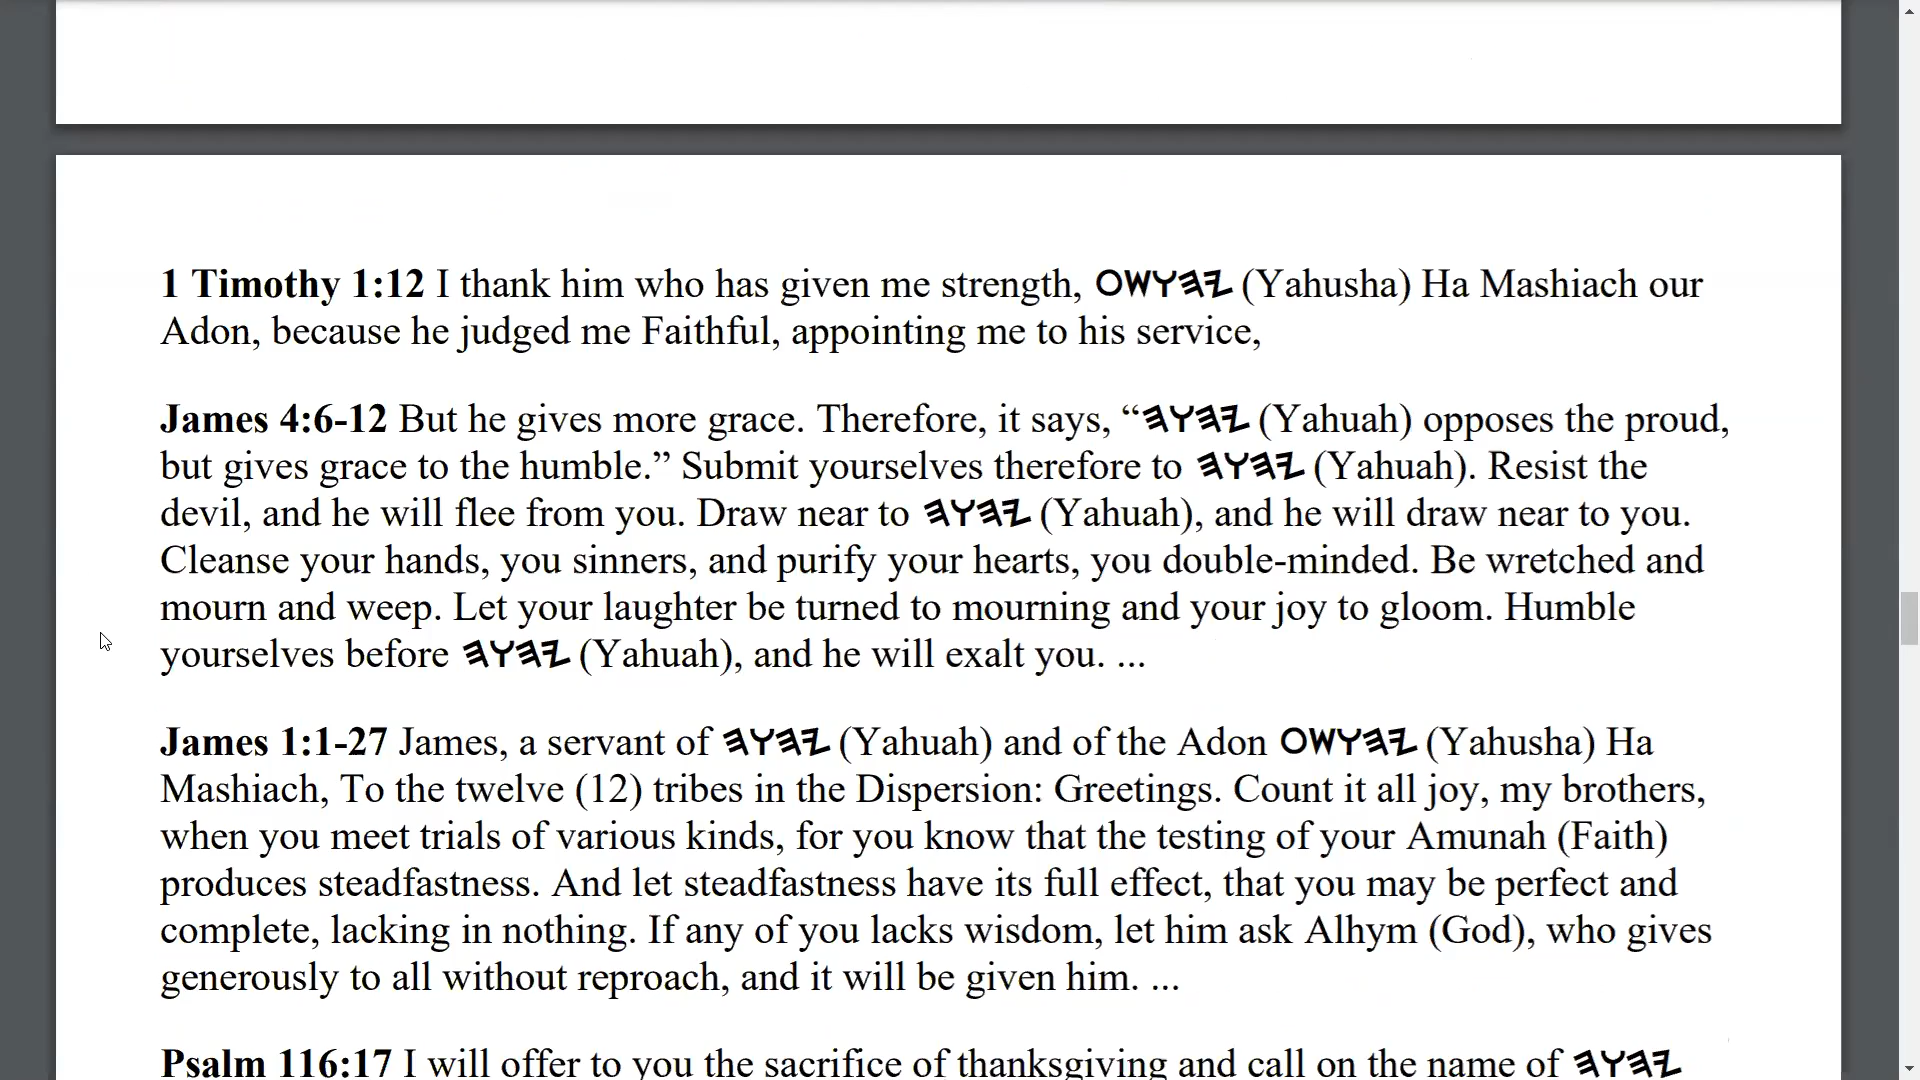 1 Timothy 1:12 I thank him who has given me strength, 𐤏𐤔𐤅𐤄𐤉 (Yahusha) Ha Mashiach our
Adon, because he judged me Faithful, appointing me to his service,
James 4:6-12 But he gives more grace. Therefore, it says, “𐤄𐤅𐤄𐤉 (Yahuah) opposes the proud,
but gives grace to the humble.” Submit yourselves therefore to 𐤄𐤅𐤄𐤉 (Yahuah). Resist the
devil, and he will flee from you. Draw near to 𐤄𐤅𐤄𐤉 (Yahuah), and he will draw near to you.
Cleanse your hands, you sinners, and purify your hearts, you double-minded. Be wretched and
mourn and weep. Let your laughter be turned to mourning and your joy to gloom. Humble
yourselves before 𐤄𐤅𐤄𐤉 (Yahuah), and he will exalt you. ...
James 1:1-27 James, a servant of 𐤄𐤅𐤄𐤉 (Yahuah) and of the Adon 𐤏𐤔𐤅𐤄𐤉 (Yahusha) Ha
Mashiach, To the twelve (12) tribes in the Dispersion: Greetings. Count it all joy, my brothers,
when you meet trials of various kinds, for you know that the testing of your Amunah (Faith)
produces steadfastness. And let steadfastness have its full effect, that you may be perfect and
complete, lacking in nothing. If any of you lacks wisdom, let him ask Alhym (God), who gives
generously to all without reproach, and it will be given him. ...
Psalm 116:17 I will offer to you the sacrifice of thanksgiving and call on the name of 𐤄𐤅𐤄𐤉